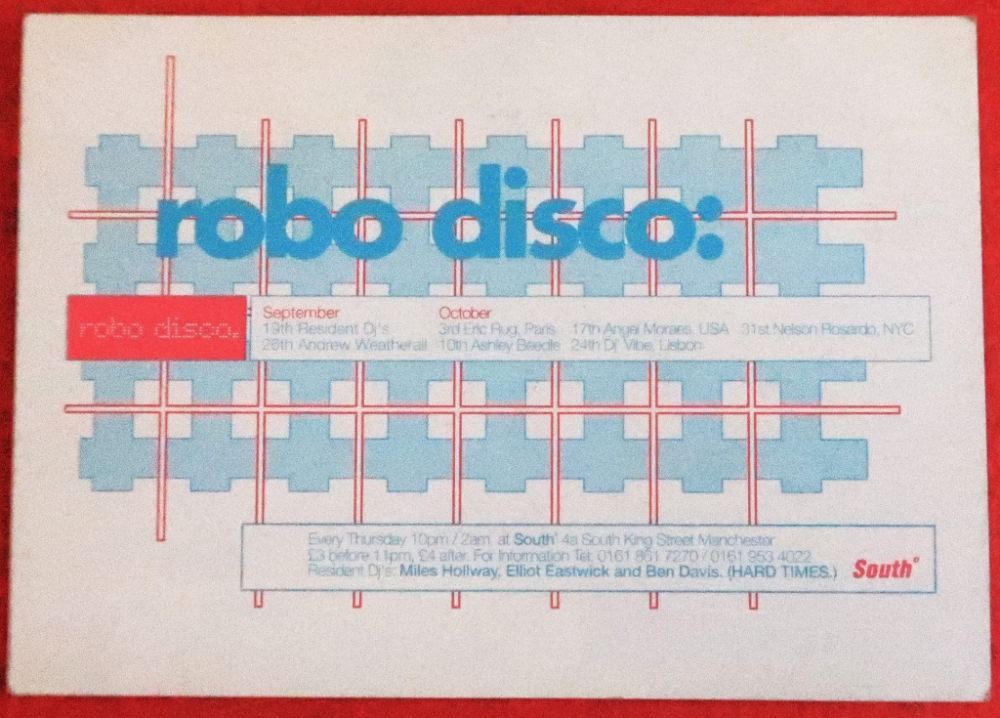 robo disco:
robo disco.
September
19th Resident Dj's
26th Andrew Weatherall
October
3rd Eric Rug, Paris
10th Ashley Beedle
17th Angel Moraes, USA
24th Dj Vibe, Lisbon
31st Nelson Rosardo, NYC
Every Thursday 10pm / 2am. at South° 4a South King Street Manchester
£3 before 11pm, £4 after. For Information Tel: 0161 861 7270 / 0161 953 4022
Resident Dj's: Miles Hollway, Elliot Eastwick and Ben Davis. (HARD TIMES.)
South°